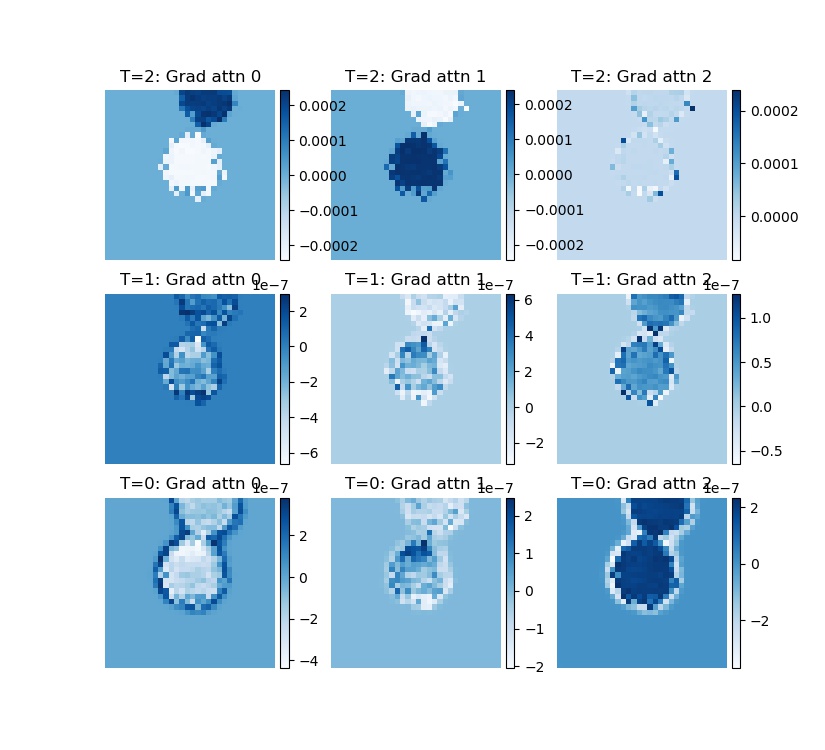 T=2: Grad attn 0
T=2: Grad attn 1
T=2: Grad attn 2
0.0002
0.0001
0.0000
−0.0001
−0.0002
0.0002
0.0001
0.0000
−0.0001
−0.0002
0.0002
0.0001
0.0000
T=1: Grad attn 0
1e−7
T=1: Grad attn 1
1e−7
T=1: Grad attn 2
1e−7
2
0
−2
−4
−6
6
4
2
0
−2
1.0
0.5
0.0
−0.5
T=0: Grad attn 0
1e−7
T=0: Grad attn 1
1e−7
T=0: Grad attn 2
1e−7
2
0
−2
−4
2
1
0
−1
−2
2
0
−2